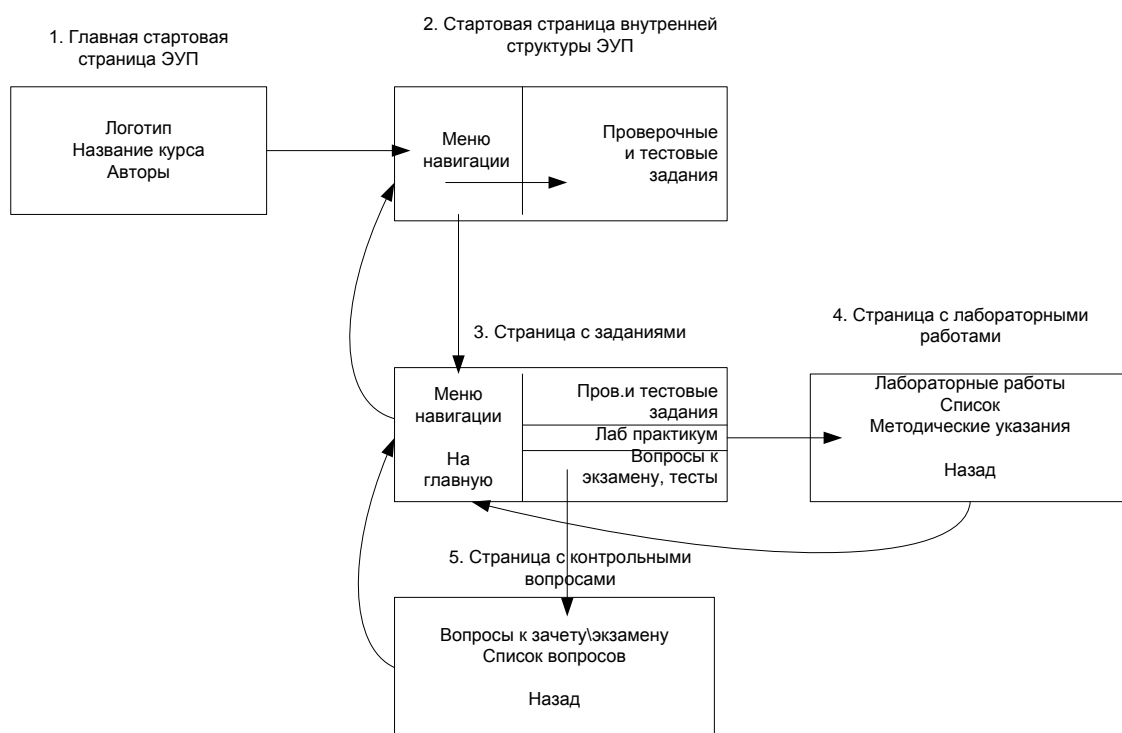 1. Главная стартовая
страница ЭУП
2. Стартовая страница внутренней
структуры ЭУП
Логотип
Название курса
Авторы
Меню
навигации
Проверочные
и тестовые
задания
3. Страница с заданиями
4. Страница с лабораторными
работами
Меню
навигации
На
главную
Пров.и тестовые
задания
Лаб практикум
Вопросы к
экзамену, тесты
Лабораторные работы
Список
Методические указания
Назад
5. Страница с контрольными
вопросами
Вопросы к зачету\экзамену
Список вопросов
Назад